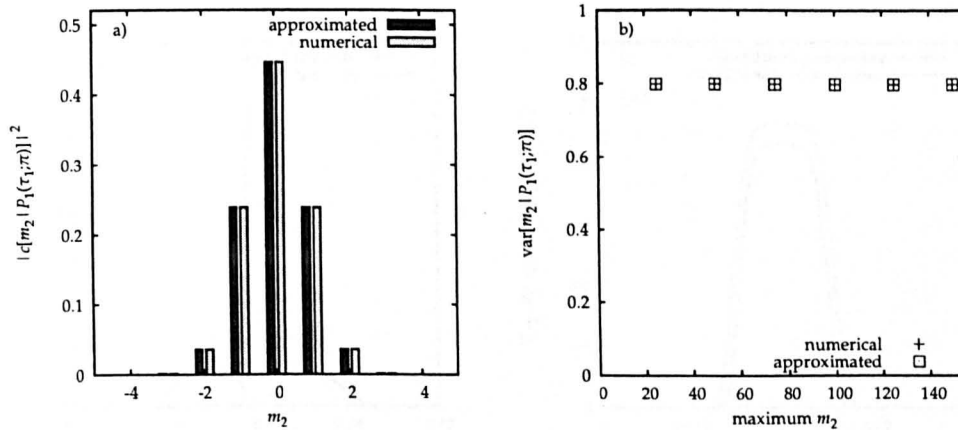 a)
approximated
numerical
0.5
0.4
0.3
0.2
0.1
0
-4
-2
0
2
4
m₂
|c[m₂|P₁(τ₁;π)]|²
b)
1
0.8
0.6
0.4
0.2
0
0
20
40
60
80
100
120
140
maximum m₂
var[m₂|P₁(τ₁;π)]
numerical
approximated